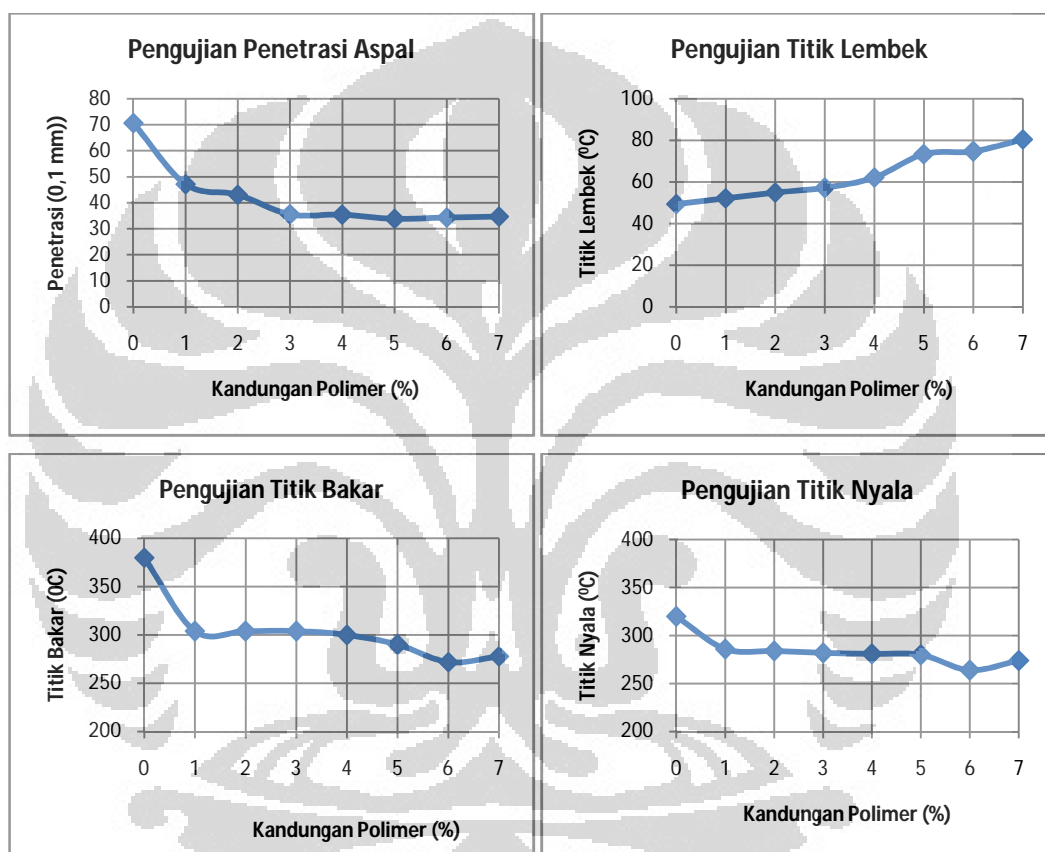 Pengujian Penetrasi Aspal
Penetrasi (0,1 mm))
80
70
60
50
40
30
20
10
0
0 1 2 3 4 5 6 7
Kandungan Polimer (%)
Pengujian Titik Lembek
Titik Lembek (⁰C)
100
80
60
40
20
0
0 1 2 3 4 5 6 7
Kandungan Polimer (%)
Pengujian Titik Bakar
Titik Bakar (0C)
400
350
300
250
200
0 1 2 3 4 5 6 7
Kandungan Polimer (%)
Pengujian Titik Nyala
Titik Nyala (⁰C)
400
350
300
250
200
0 1 2 3 4 5 6 7
Kandungan Polimer (%)